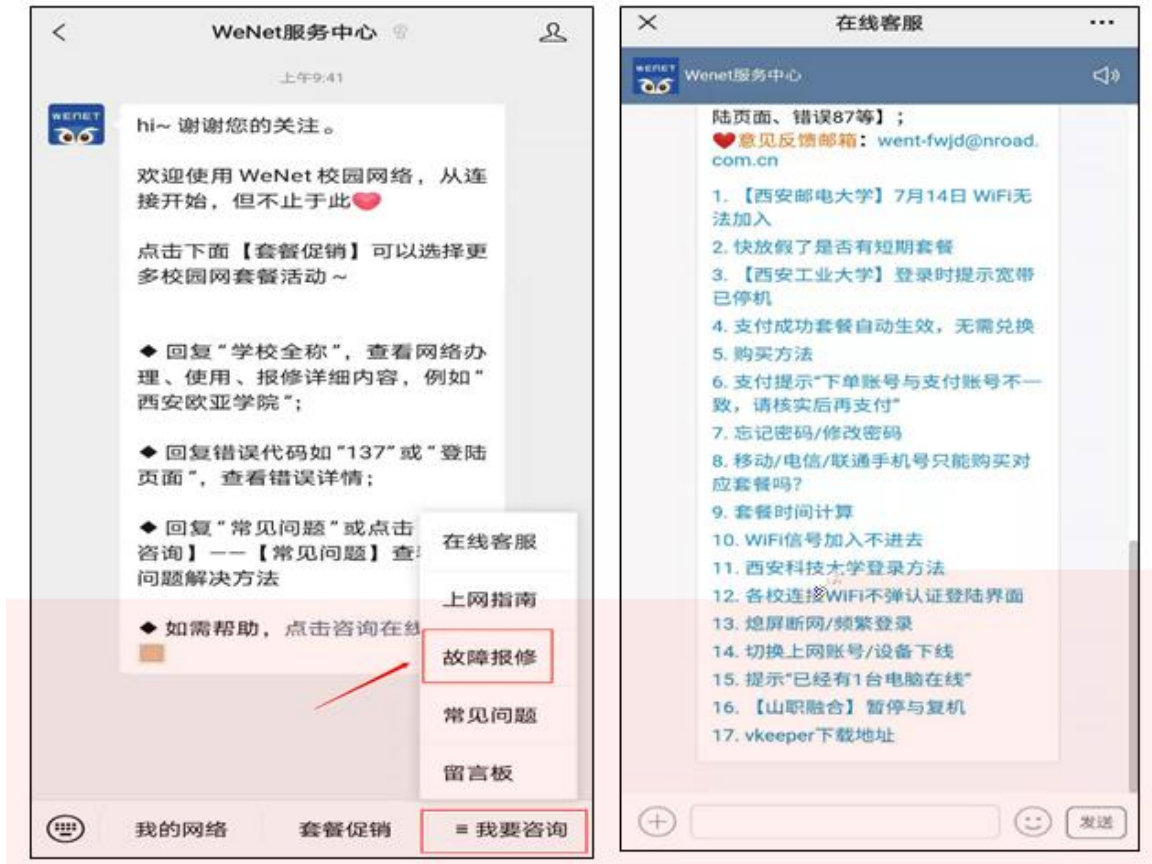 WeNet服务中心
上午9:41
WENET
hi~ 谢谢您的关注。
欢迎使用 WeNet 校园网络，从连
接开始，但不止于此
点击下面【套餐促销】可以选择更
多校园网套餐活动～
◆ 回复“学校全称”，查看网络办
理、使用、报修详细内容，例如“
西安欧亚学院”；
◆ 回复错误代码如“137”或“登陆
页面”，查看错误详情；
◆ 回复“常见问题”或点击
咨询】——【常见问题】查
问题解决方法
◆ 如需帮助，点击咨询在线
在线客服
上网指南
故障报修
常见问题
留言板
我的网络
套餐促销
≡ 我要咨询
在线客服
WENET
Wenet服务中心
陆页面、错误87等】；
意见反馈邮箱：went-fwjd@nroad.
com.cn
1. 【西安邮电大学】7月14日 WiFi无
法加入
2. 快放假了是否有短期套餐
3. 【西安工业大学】登录时提示宽带
已停机
4. 支付成功套餐自动生效，无需兑换
5. 购买方法
6. 支付提示“下单账号与支付账号不一
致，请核实后再支付”
7. 忘记密码/修改密码
8. 移动/电信/联通手机号只能购买对
应套餐吗？
9. 套餐时间计算
10. WiFi信号加入不进去
11. 西安科技大学登录方法
12. 各校连接WiFi不弹认证登陆界面
13. 熄屏断网/频繁登录
14. 切换上网账号/设备下线
15. 提示“已经有1台电脑在线”
16. 【山职融合】暂停与复机
17. vkeeper下载地址
发送